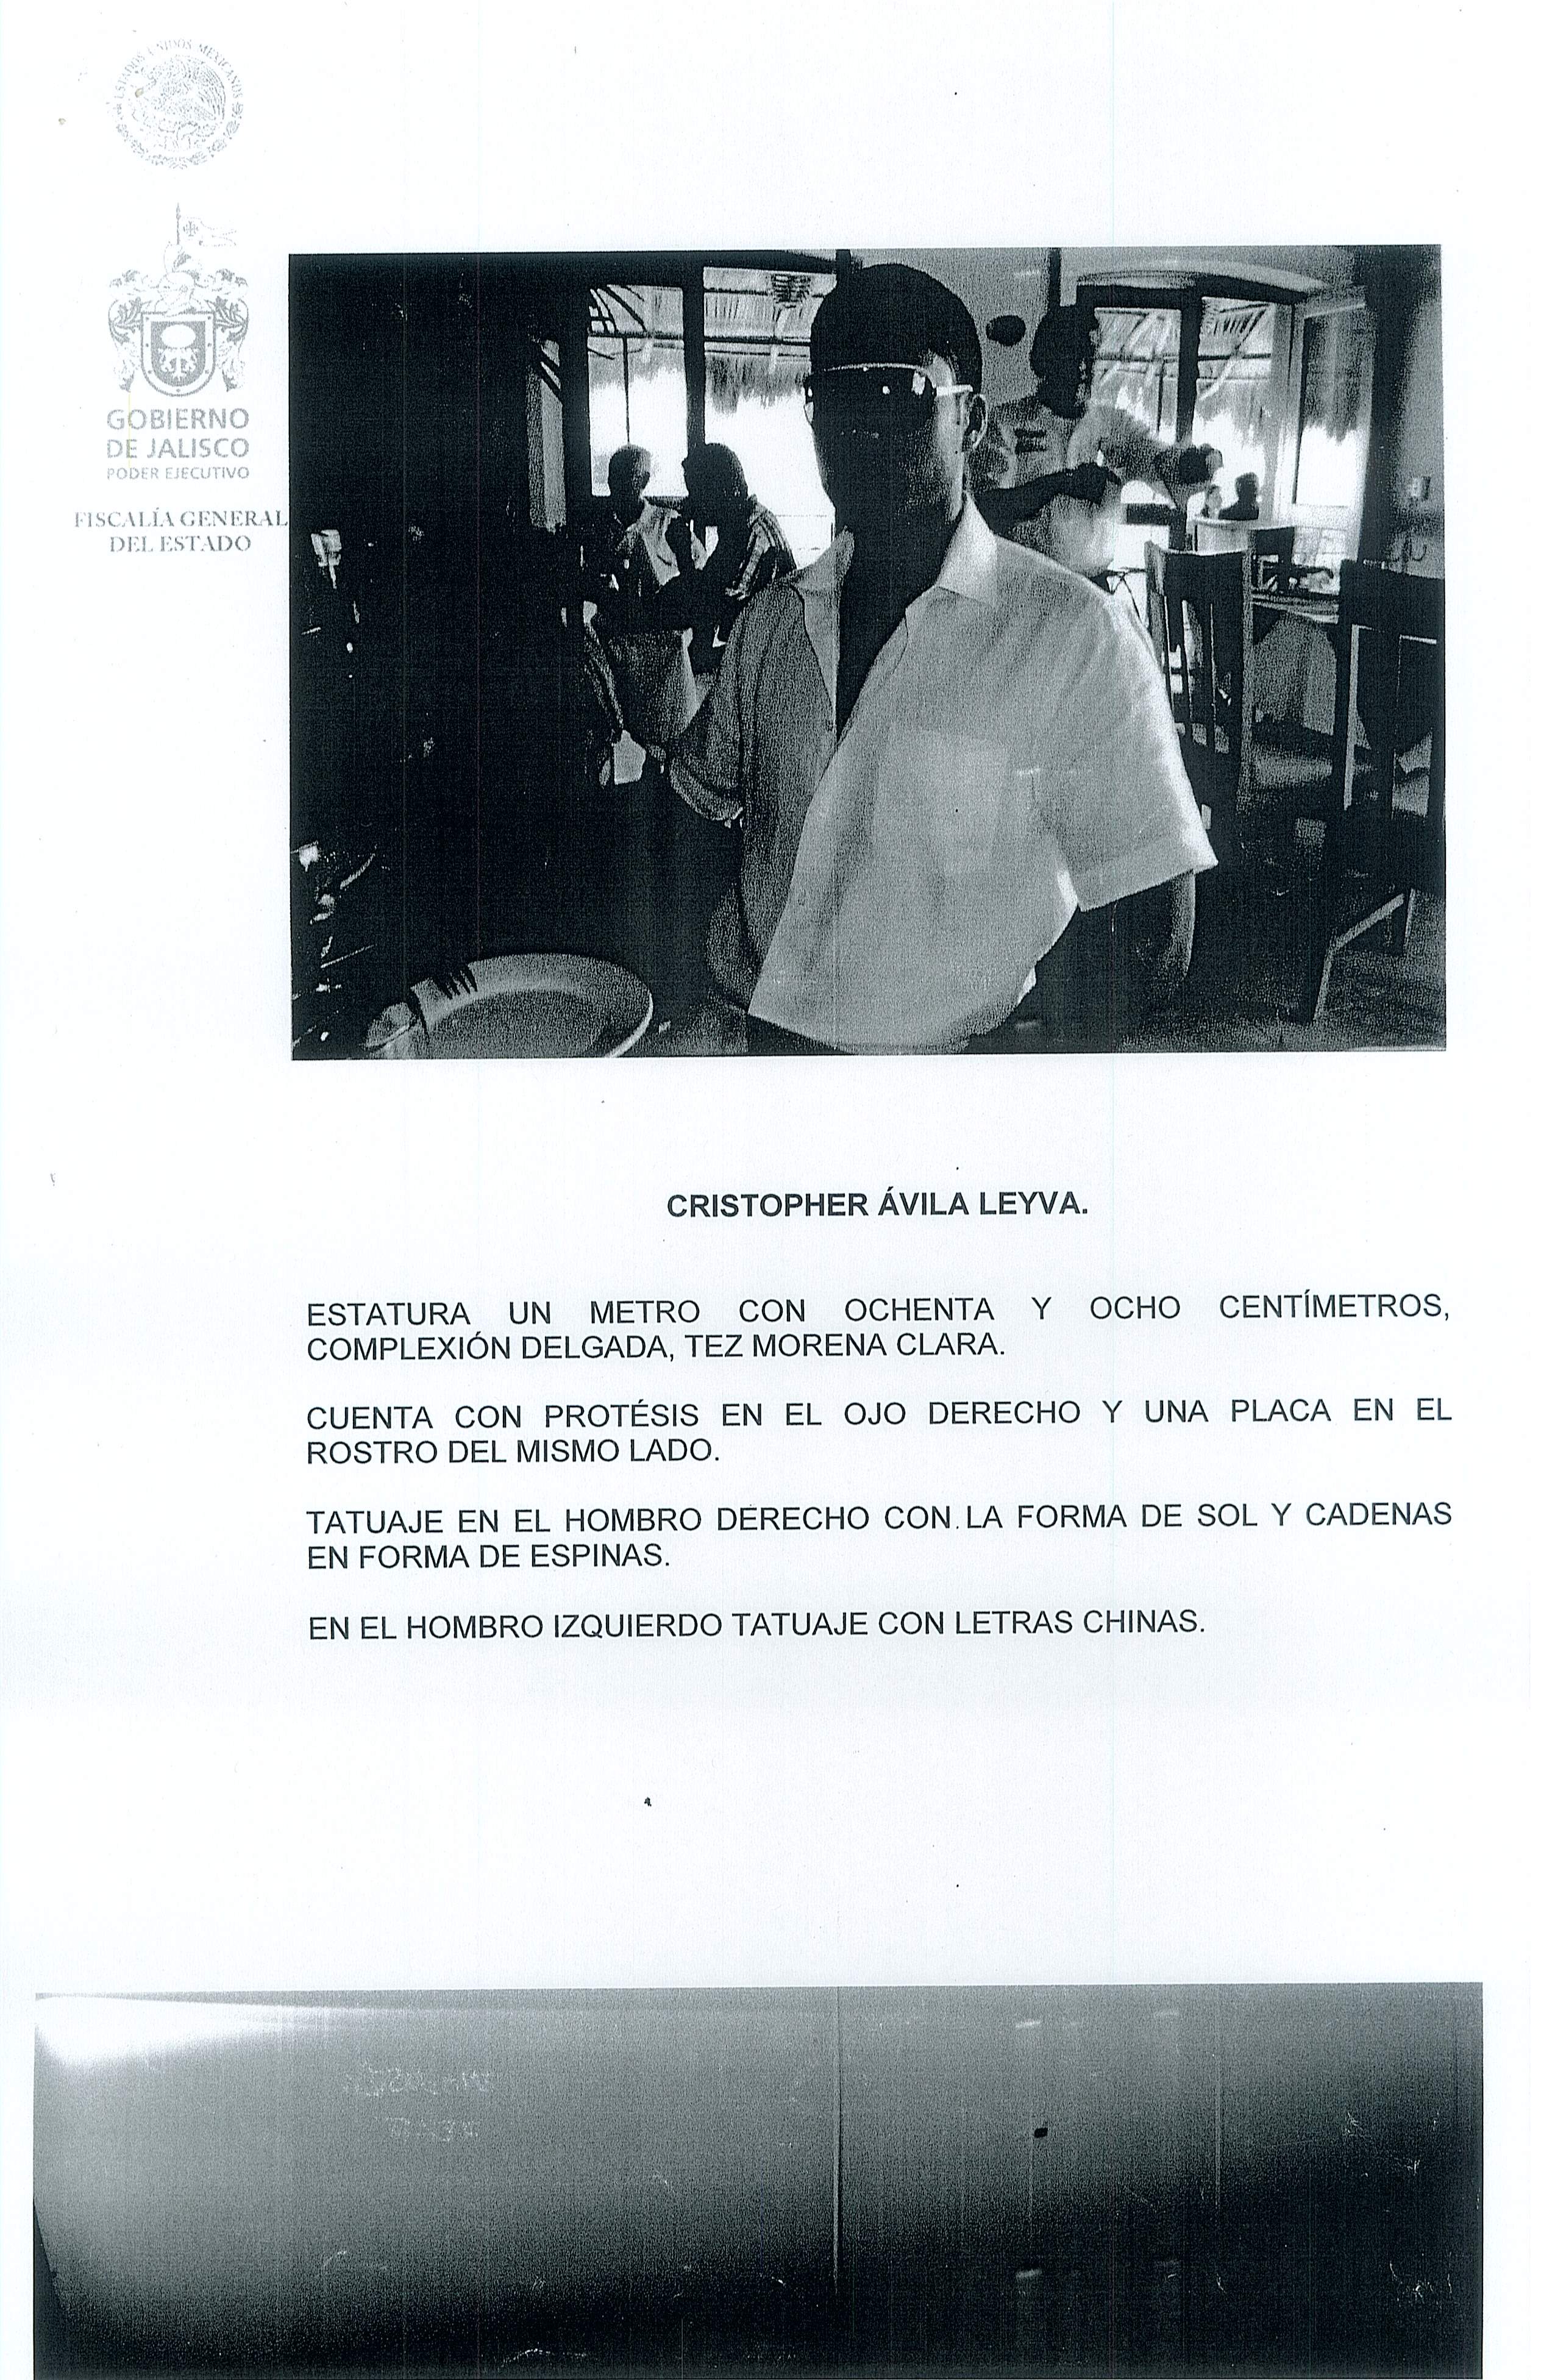 ESTADOS UNIDOS MEXICANOS
GOBIERNO
DE JALISCO
PODER EJECUTIVO
FISCALÍA GENERAL
DEL ESTADO
CRISTOPHER ÁVILA LEYVA.
ESTATURA UN METRO CON OCHENTA Y OCHO CENTÍMETROS,
COMPLEXIÓN DELGADA, TEZ MORENA CLARA.
CUENTA CON PROTÉSIS EN EL OJO DERECHO Y UNA PLACA EN EL
ROSTRO DEL MISMO LADO.
TATUAJE EN EL HOMBRO DERECHO CON LA FORMA DE SOL Y CADENAS
EN FORMA DE ESPINAS.
EN EL HOMBRO IZQUIERDO TATUAJE CON LETRAS CHINAS.